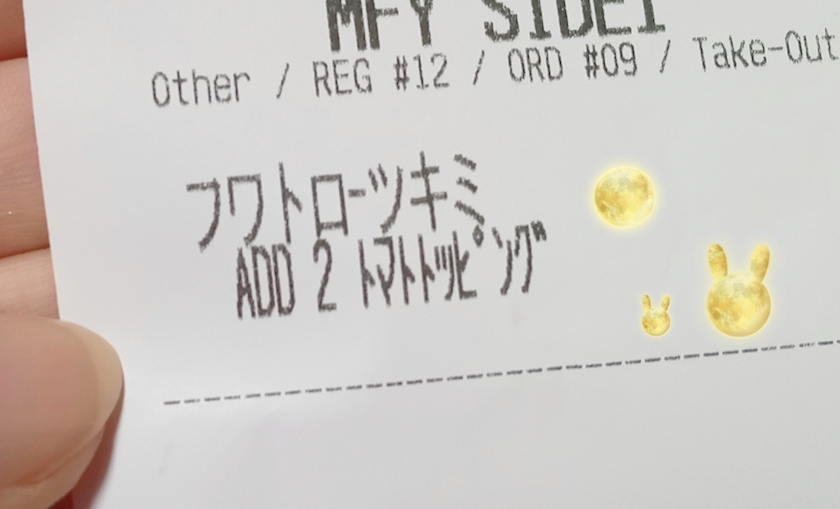 MFY SIDE1
Other / REG #12 / ORD #09 / Take-Out
フワトローツキミ
ADD 2 ﾄﾏﾄﾄｯﾋﾟﾝｸﾞ